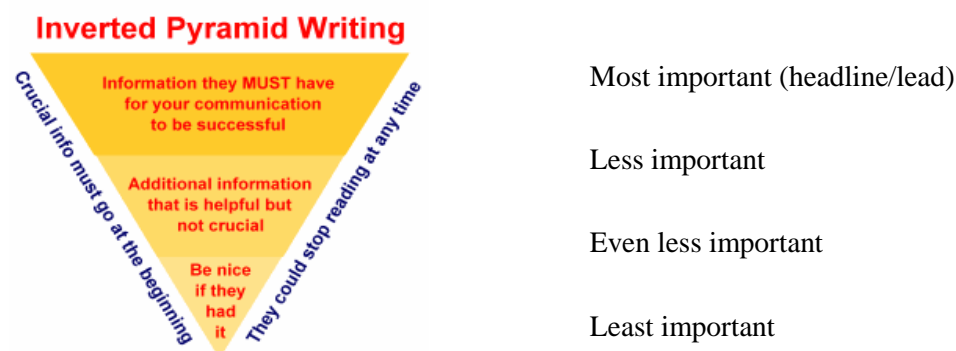 Inverted Pyramid Writing
Crucial info must go at the beginning
Information they MUST have
for your communication
to be successful
Additional information
that is helpful but
not crucial
Be nice
if they
had
it
They could stop reading at any time
Most important (headline/lead)
Less important
Even less important
Least important